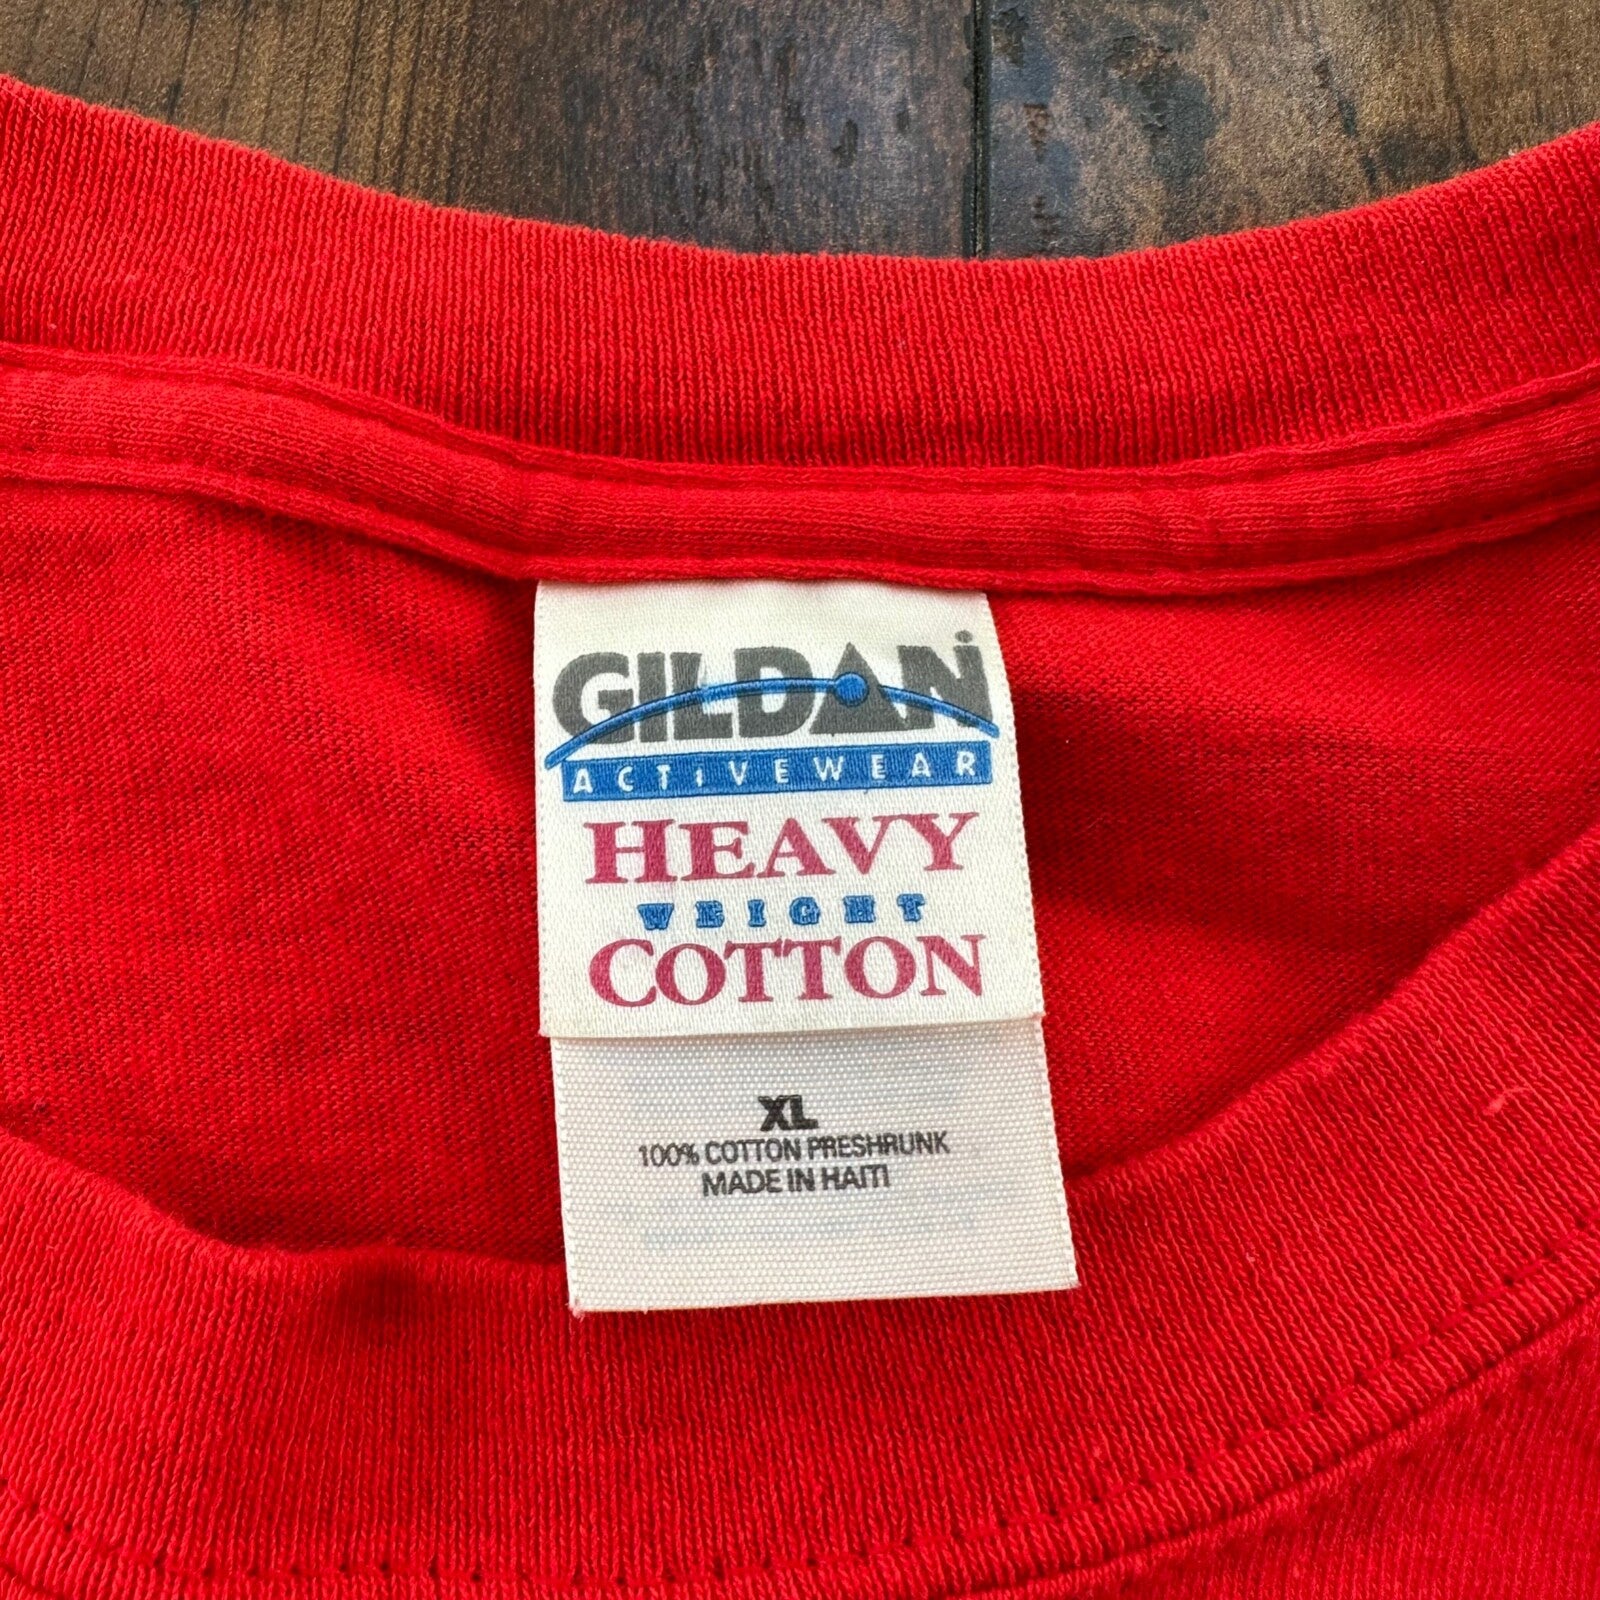 GILDAN
ACTiVEWEAR
HEAVY
WEIGHT
COTTON
XL
100% COTTON PRESHRUNK
MADE IN HAITI